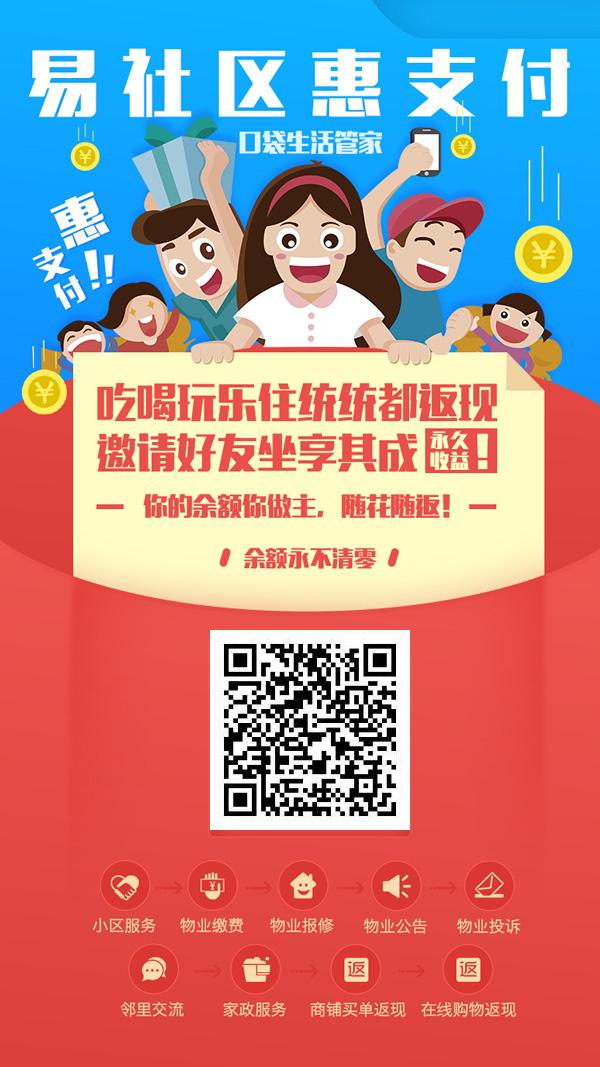 易社区惠支付
口袋生活管家
惠
支付!!
吃喝玩乐住统统都返现
邀请好友坐享其成永久收益!
— 你的余额你做主,随花随返! —
余额永不清零
小区服务 物业缴费 物业报修 物业公告 物业投诉
返 返
邻里交流 家政服务 商铺买单返现 在线购物返现